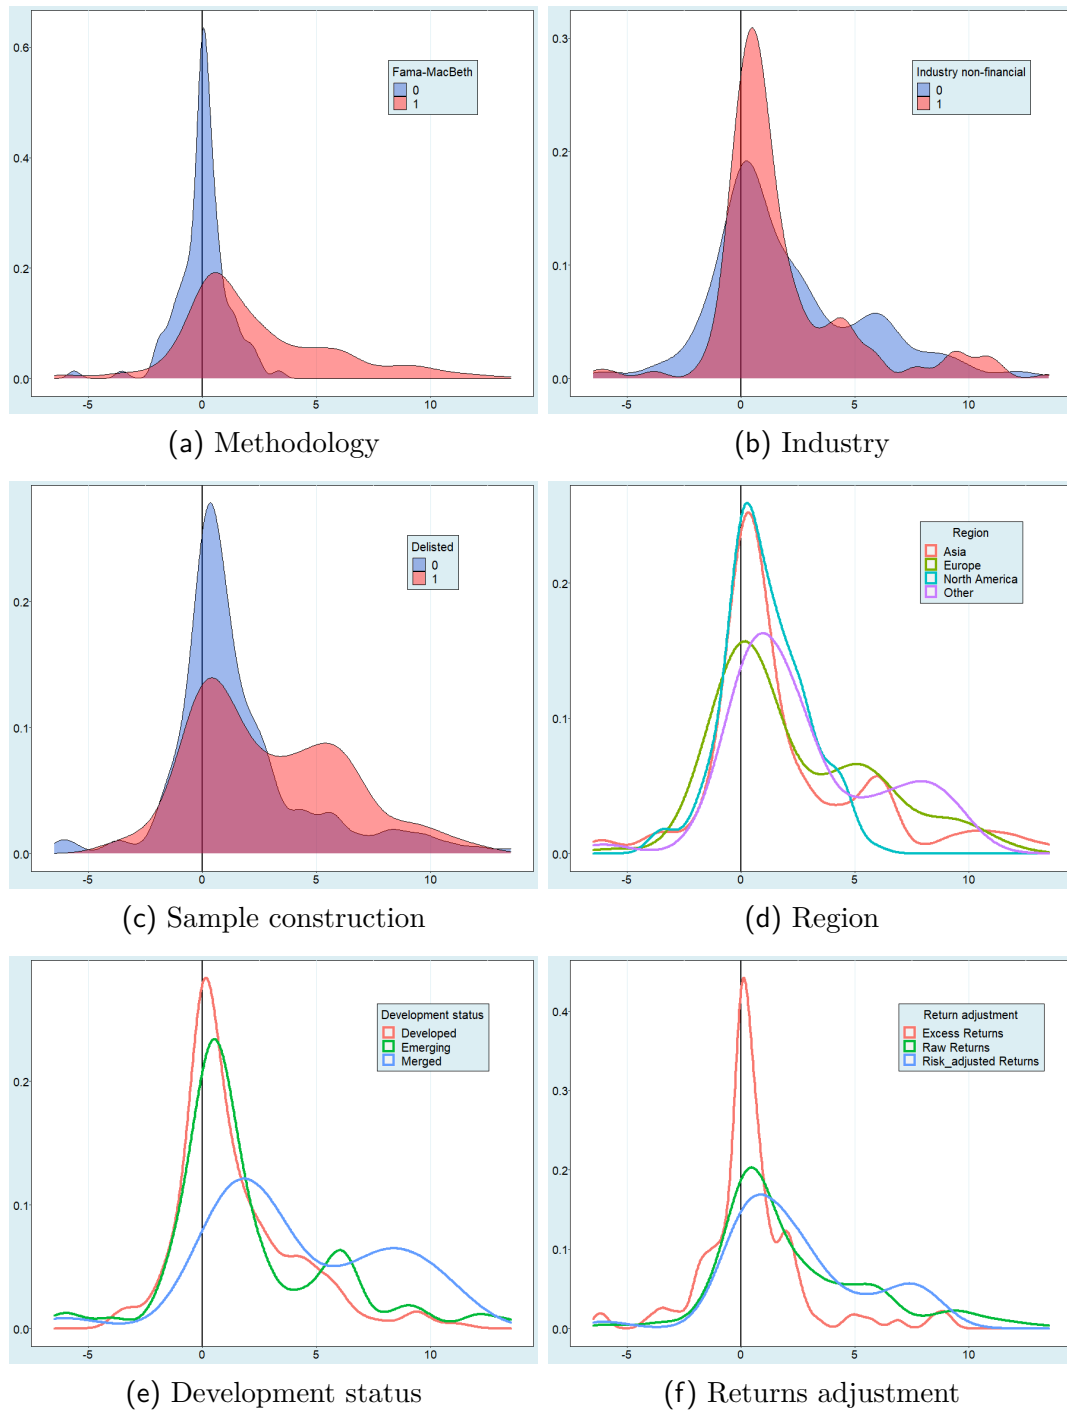 Fama-MacBeth
0
1
0.6
0.4
0.2
0.0
-5
0
5
10
(a) Methodology
Industry non-financial
0
1
0.3
0.2
0.1
0.0
-5
0
5
10
(b) Industry
Delisted
0
1
0.2
0.1
0.0
-5
0
5
10
(c) Sample construction
Region
Asia
Europe
North America
Other
0.2
0.1
0.0
-5
0
5
10
(d) Region
Development status
Developed
Emerging
Merged
0.2
0.1
0.0
-5
0
5
10
(e) Development status
Return adjustment
Excess Returns
Raw Returns
Risk_adjusted Returns
0.4
0.3
0.2
0.1
0.0
-5
0
5
10
(f) Returns adjustment